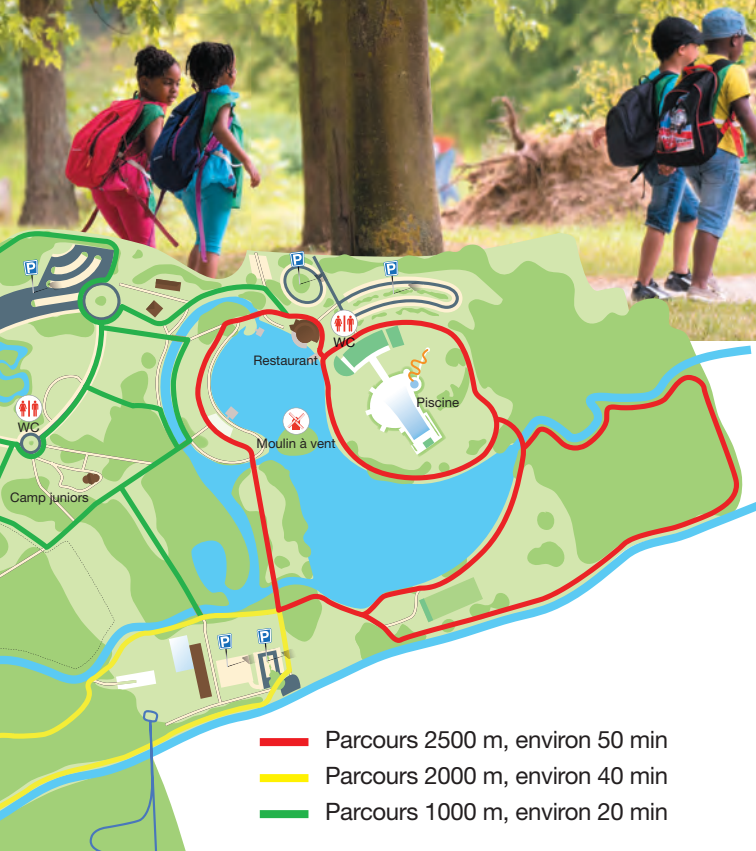 P
P
P
WC
Restaurant
Piscine
WC
Moulin à vent
Camp juniors
P
P
Parcours 2500 m, environ 50 min
Parcours 2000 m, environ 40 min
Parcours 1000 m, environ 20 min